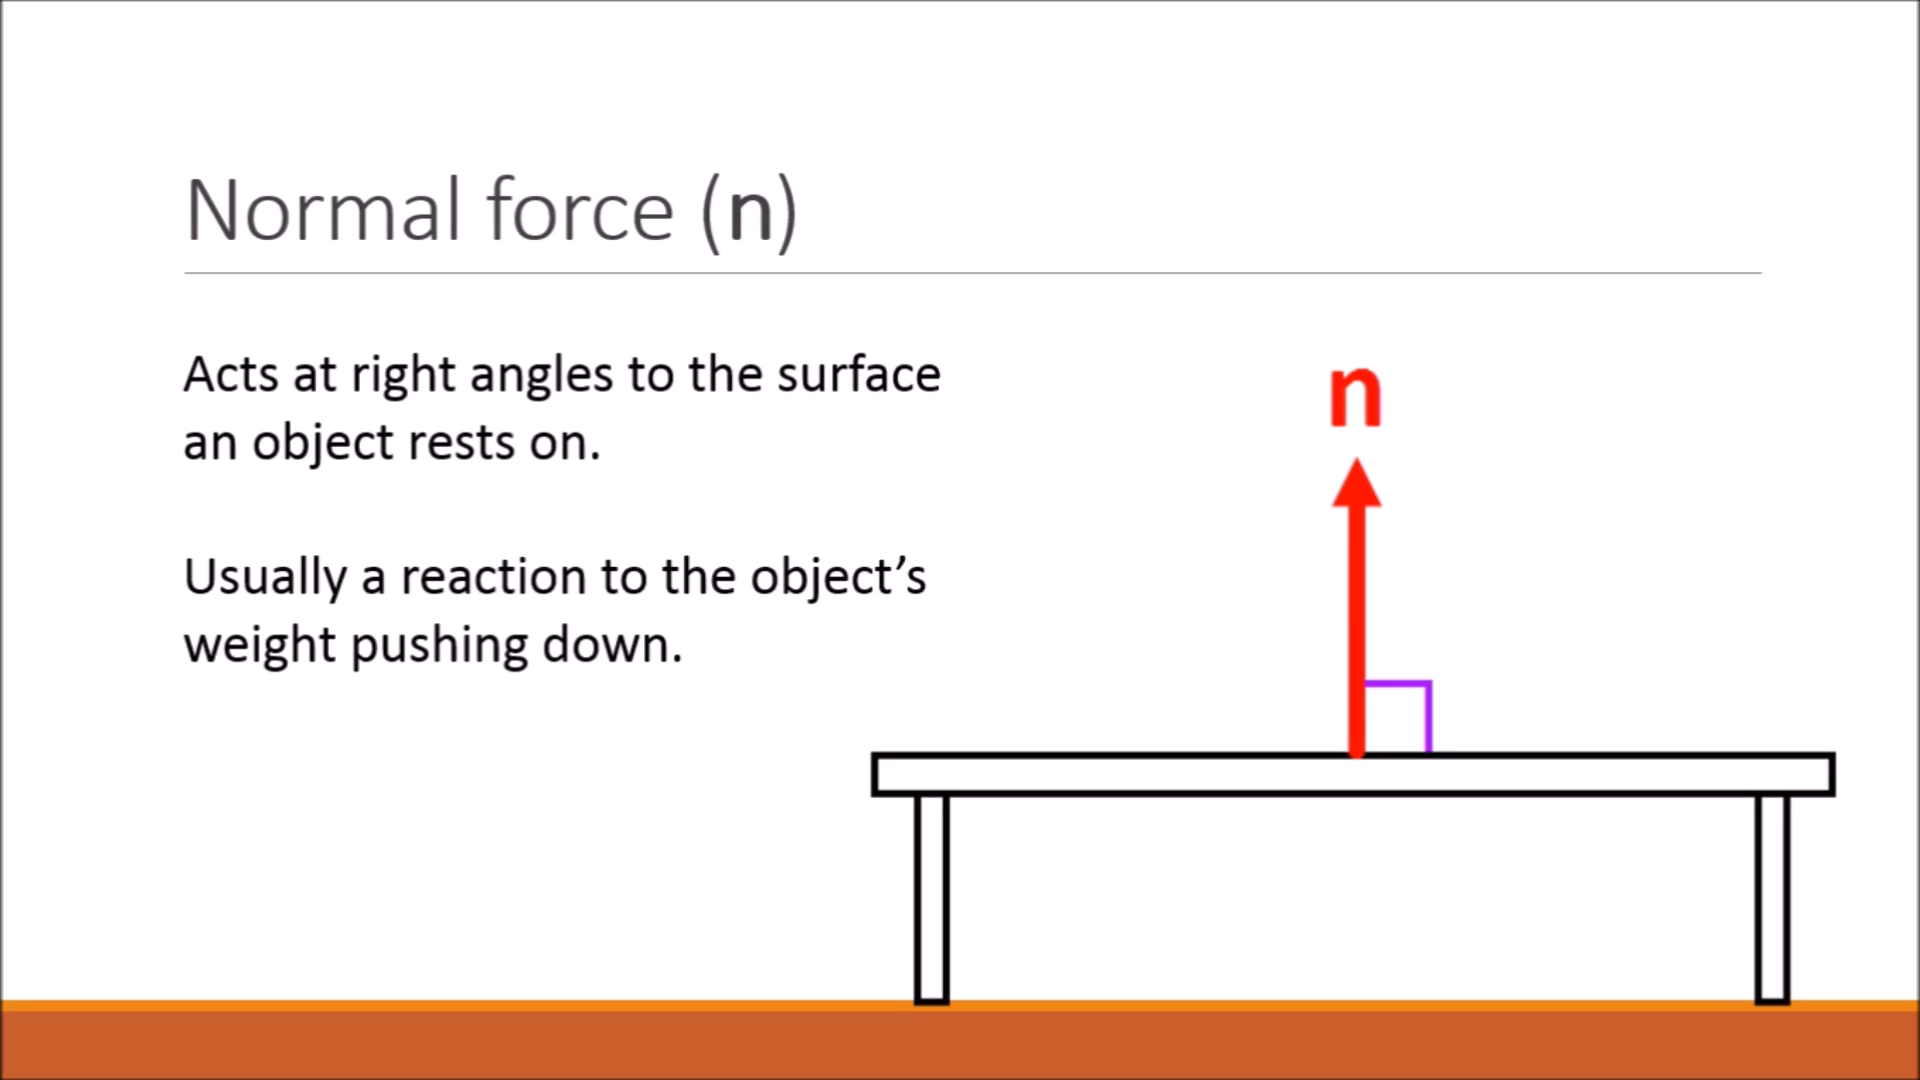 Normal force (n)
Acts at right angles to the surface
an object rests on.
Usually a reaction to the object’s
weight pushing down.
n